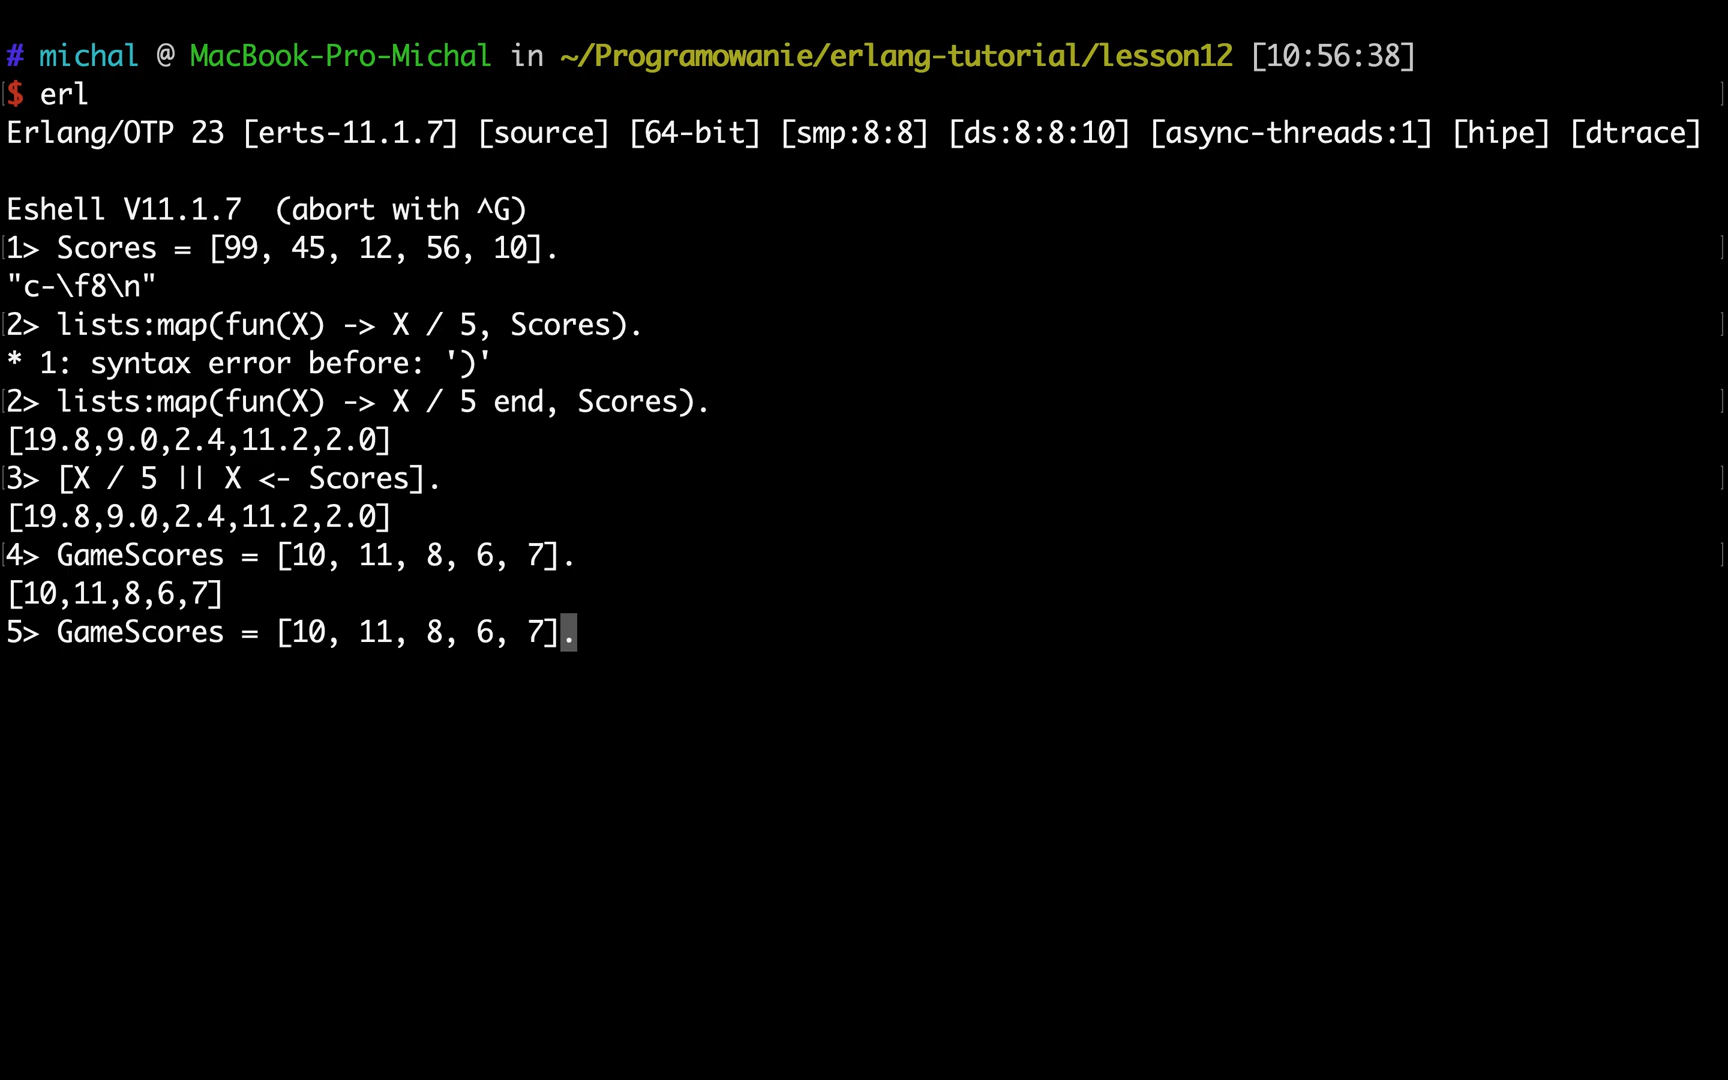 # michal @ MacBook-Pro-Michal in ~/Programowanie/erlang-tutorial/lesson12 [10:56:38]
$ erl
Erlang/OTP 23 [erts-11.1.7] [source] [64-bit] [smp:8:8] [ds:8:8:10] [async-threads:1] [hipe] [dtrace]
Eshell V11.1.7  (abort with ^G)
1> Scores = [99, 45, 12, 56, 10].
"c-\f8\n"
2> lists:map(fun(X) -> X / 5, Scores).
* 1: syntax error before: ')'
2> lists:map(fun(X) -> X / 5 end, Scores).
[19.8,9.0,2.4,11.2,2.0]
3> [X / 5 || X <- Scores].
[19.8,9.0,2.4,11.2,2.0]
4> GameScores = [10, 11, 8, 6, 7].
[10,11,8,6,7]
5> GameScores = [10, 11, 8, 6, 7].